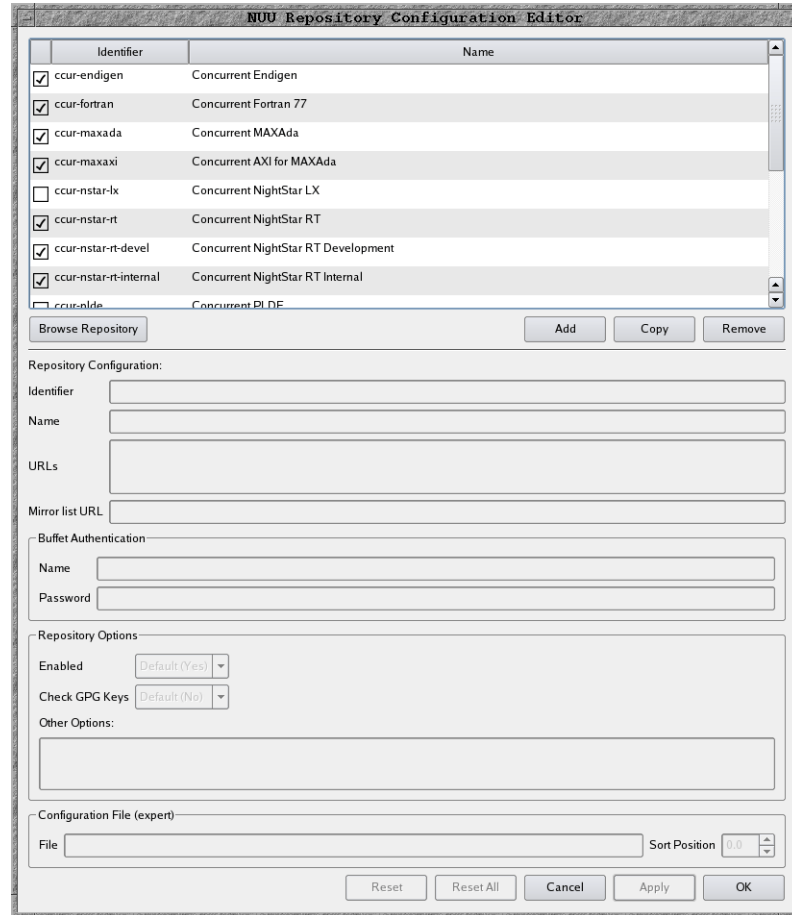 NUU Repository Configuration Editor
Identifier Name
ccur-endigen Concurrent Endigen
ccur-fortran Concurrent Fortran 77
ccur-maxada Concurrent MAXAda
ccur-maxaxi Concurrent AXI for MAXAda
ccur-nstar-lx Concurrent NightStar LX
ccur-nstar-rt Concurrent NightStar RT
ccur-nstar-rt-devel Concurrent NightStar RT Development
ccur-nstar-rt-internal Concurrent NightStar RT Internal
ccur-plde Concurrent PLDE
Browse Repository Add Copy Remove
Repository Configuration:
Identifier
Name
URLs
Mirror list URL
Buffet Authentication
Name
Password
Repository Options
Enabled Default (Yes)
Check GPG Keys Default (No)
Other Options:
Configuration File (expert)
File Sort Position 0.0
Reset Reset All Cancel Apply OK